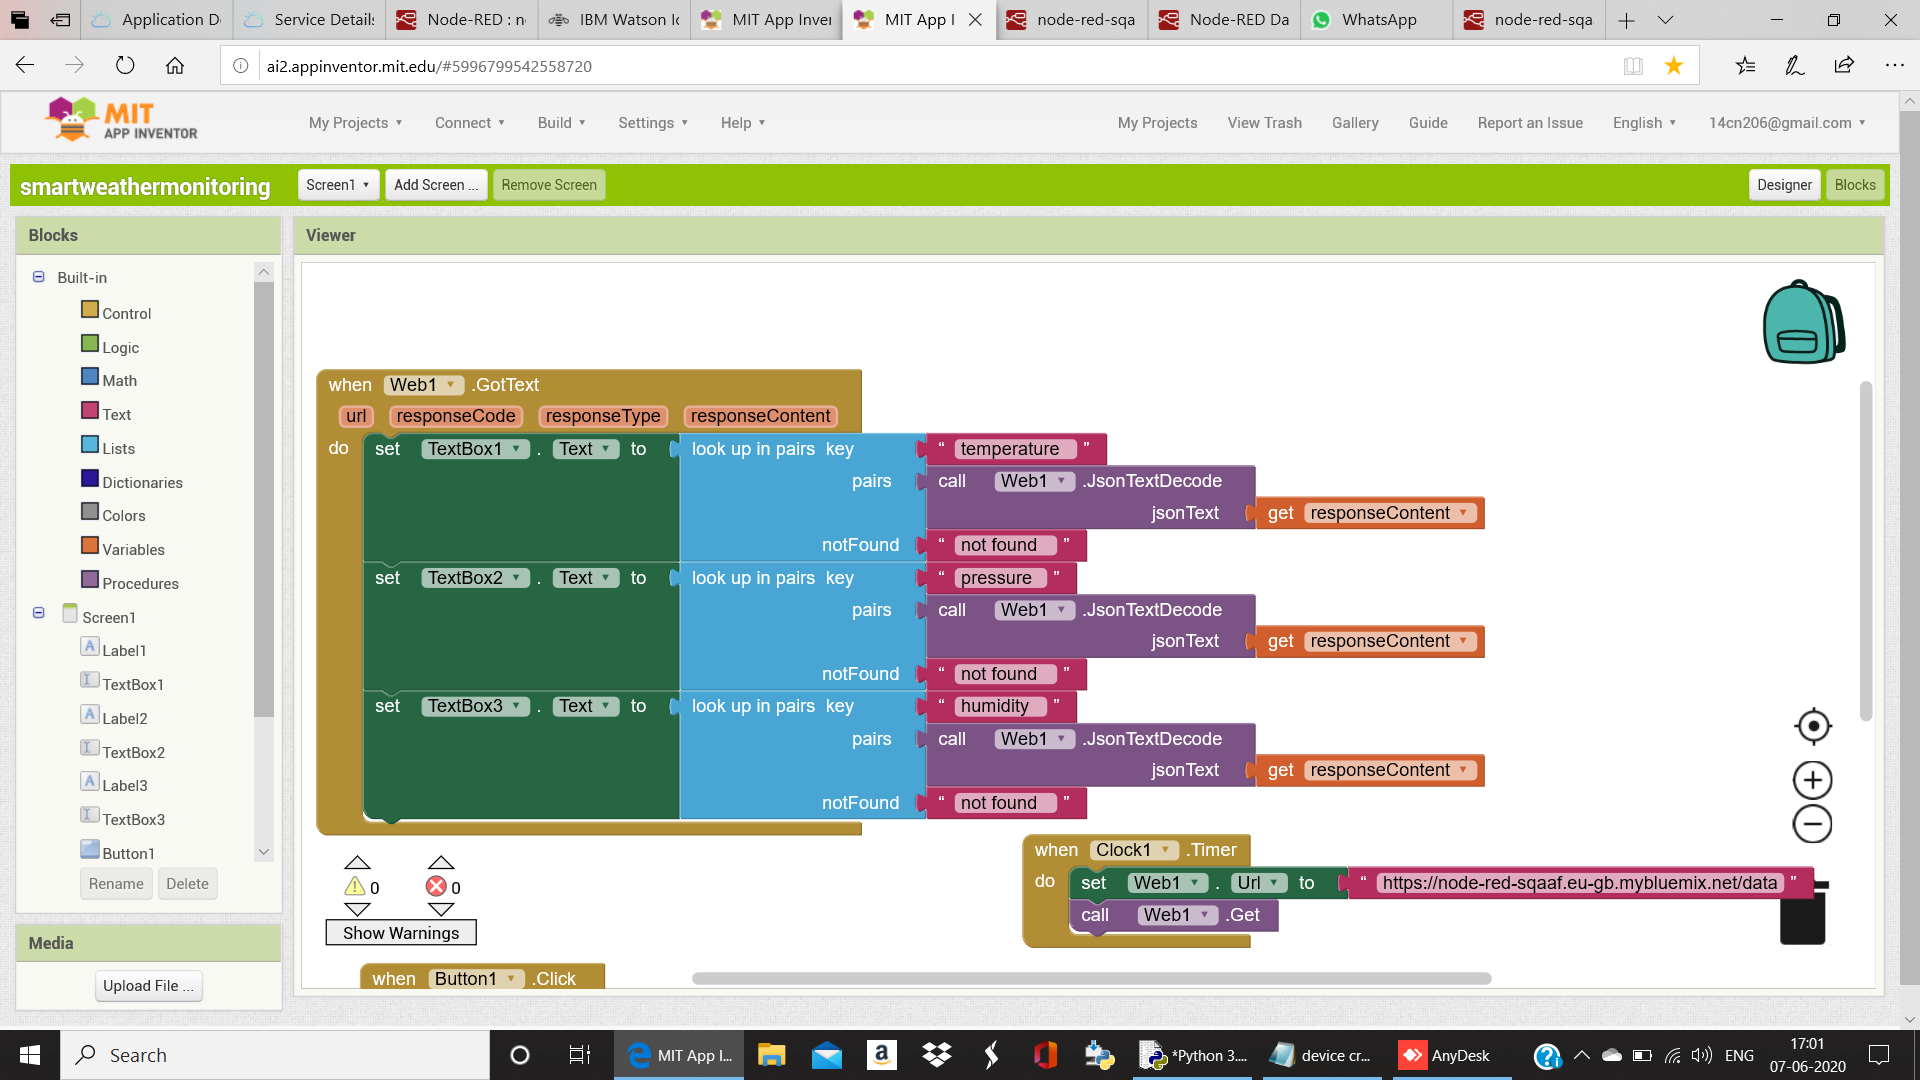 Application D
Service Details
Node-RED : n
IBM Watson Io
MIT App Inver
MIT App I
node-red-sqa
Node-RED Da
WhatsApp
node-red-sqa
ai2.appinventor.mit.edu/#5996799542558720
MIT
APP INVENTOR
My Projects
Connect
Build
Settings
Help
My Projects
View Trash
Gallery
Guide
Report an Issue
English
14cn206@gmail.com
smartweathermonitoring
Screen1
Add Screen ...
Remove Screen
Designer
Blocks
Blocks
Viewer
Built-in
Control
Logic
Math
Text
Lists
Dictionaries
Colors
Variables
Procedures
Screen1
Label1
TextBox1
Label2
TextBox2
Label3
TextBox3
Button1
Rename
Delete
Media
Upload File ...
when Web1 .GotText
url responseCode responseType responseContent
do set TextBox1 . Text to look up in pairs key “ temperature ”
pairs call Web1 .JsonTextDecode
jsonText get responseContent
notFound “ not found ”
set TextBox2 . Text to look up in pairs key “ pressure ”
pairs call Web1 .JsonTextDecode
jsonText get responseContent
notFound “ not found ”
set TextBox3 . Text to look up in pairs key “ humidity ”
pairs call Web1 .JsonTextDecode
jsonText get responseContent
notFound “ not found ”
when Clock1 .Timer
do set Web1 . Url to “ https://node-red-sqaaf.eu-gb.mybluemix.net/data ”
call Web1 .Get
0 0
Show Warnings
when Button1 .Click
Search
MIT App I...
*Python 3....
device cr...
AnyDesk
ENG
17:01
07-06-2020